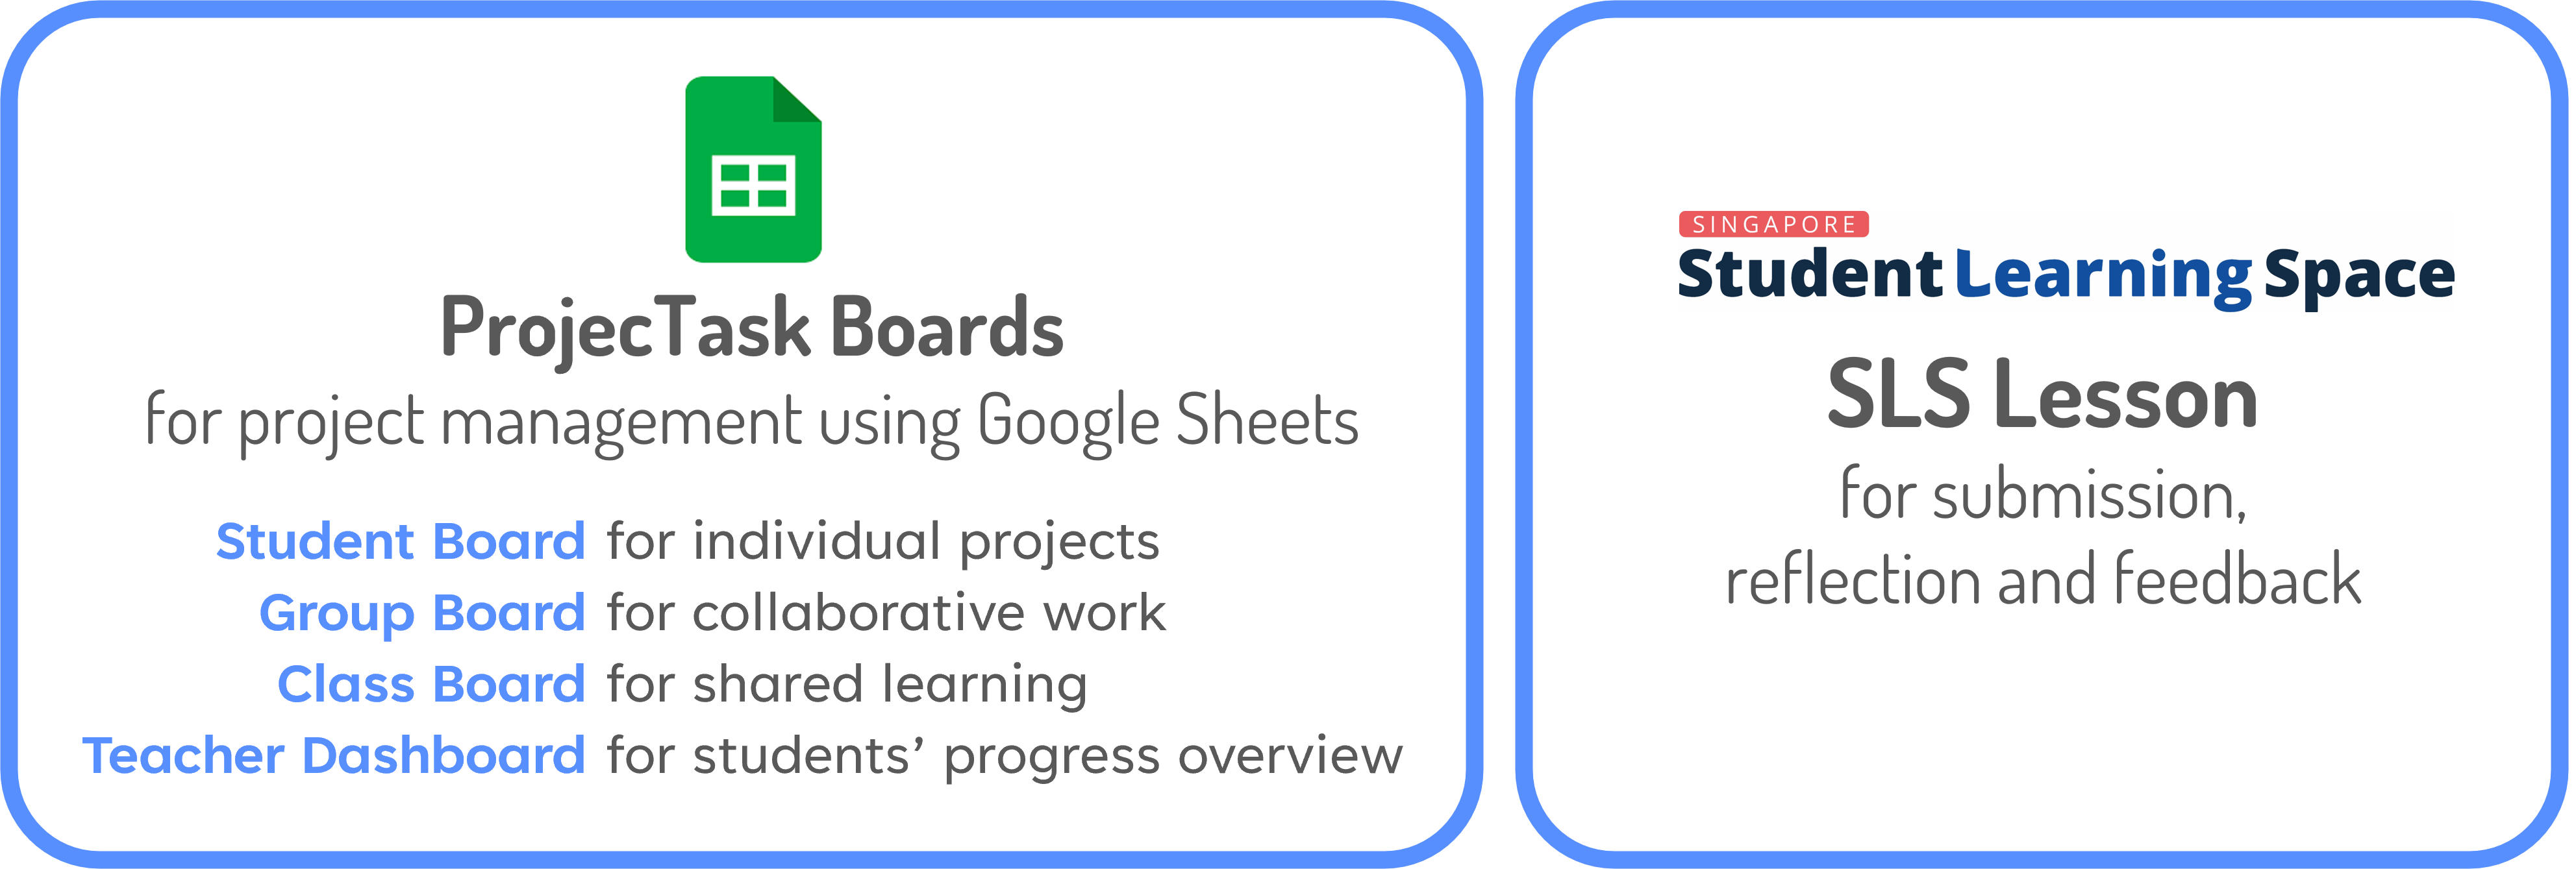 ProjecTask Boards
for project management using Google Sheets
Student Board for individual projects
Group Board for collaborative work
Class Board for shared learning
Teacher Dashboard for students’ progress overview
SINGAPORE
Student Learning Space
SLS Lesson
for submission,
reflection and feedback